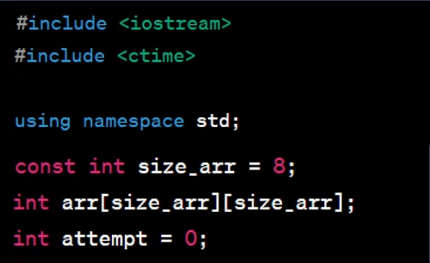 #include <iostream>
#include <ctime>
using namespace std;
const int size_arr = 8;
int arr[size_arr][size_arr];
int attempt = 0;